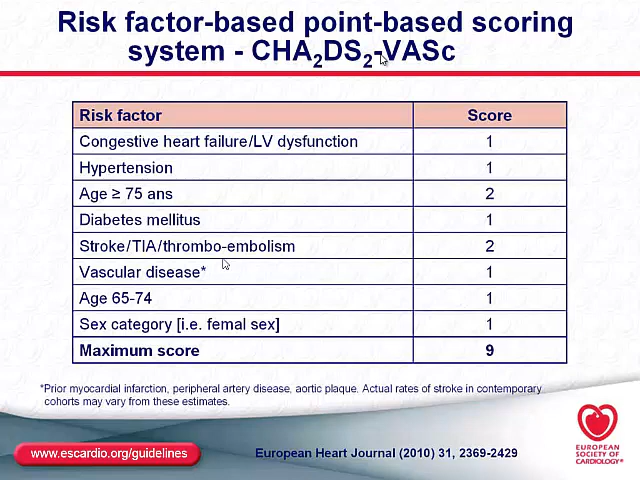 Risk factor-based point-based scoring
system - CHA₂DS₂-VASc
Risk factor Score
Congestive heart failure/LV dysfunction 1
Hypertension 1
Age ≥ 75 ans 2
Diabetes mellitus 1
Stroke/TIA/thrombo-embolism 2
Vascular disease* 1
Age 65-74 1
Sex category [i.e. femal sex] 1
Maximum score 9
*Prior myocardial infarction, peripheral artery disease, aortic plaque. Actual rates of stroke in contemporary
cohorts may vary from these estimates.
www.escardio.org/guidelines
European Heart Journal (2010) 31, 2369-2429
EUROPEAN
SOCIETY OF
CARDIOLOGY®